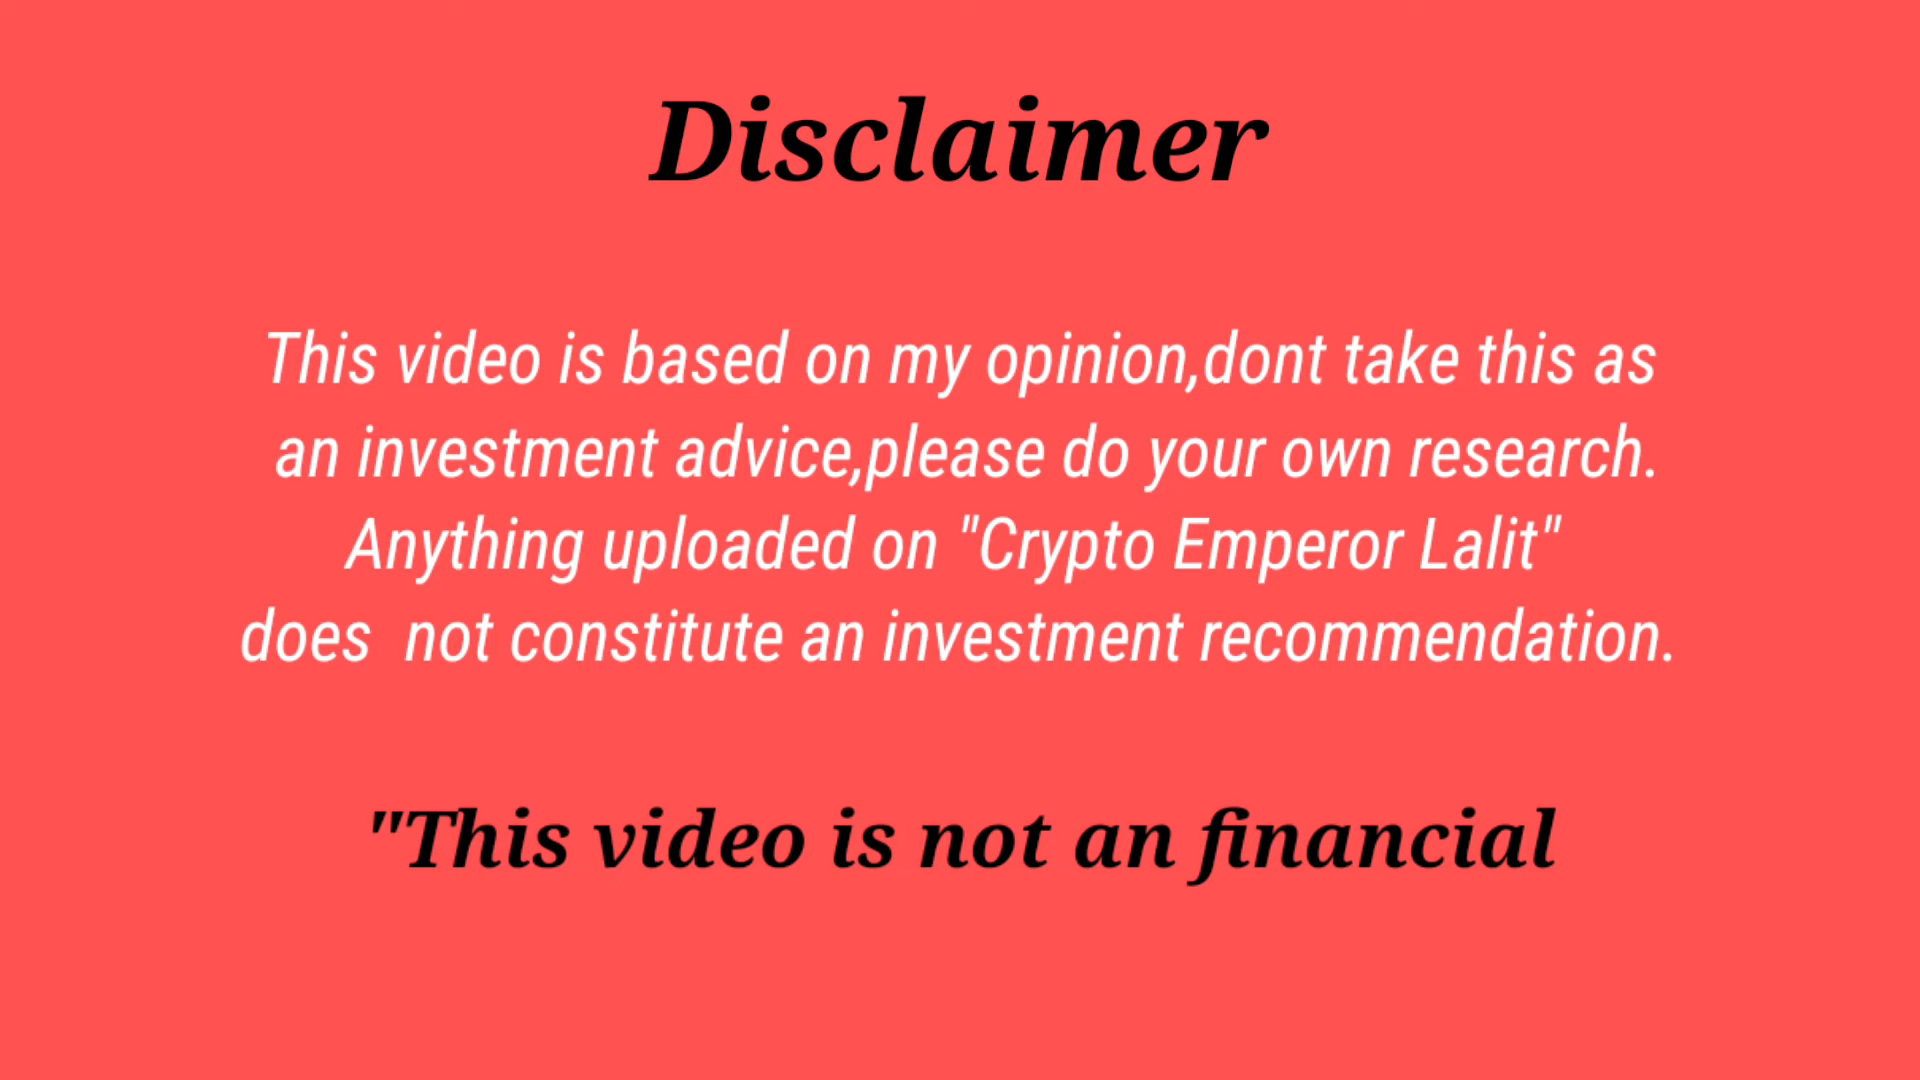 Disclaimer
This video is based on my opinion,dont take this as
an investment advice,please do your own research.
Anything uploaded on "Crypto Emperor Lalit"
does  not constitute an investment recommendation.
"This video is not an financial